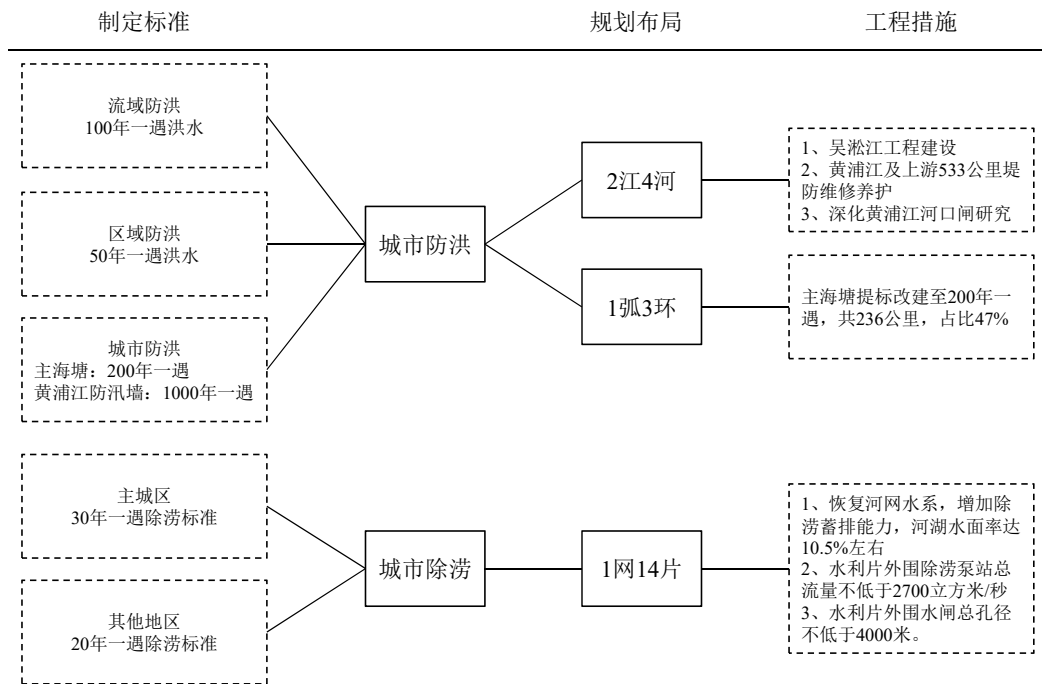 制定标准
规划布局
工程措施
流域防洪
100年一遇洪水
区域防洪
50年一遇洪水
城市防洪
主海塘：200年一遇
黄浦江防汛墙：1000年一遇
城市防洪
2江4河
1弧3环
1、吴淞江工程建设
2、黄浦江及上游533公里堤
防维修养护
3、深化黄浦江河口闸研究
主海塘提标改建至200年一
遇，共236公里，占比47%
主城区
30年一遇除涝标准
其他地区
20年一遇除涝标准
城市除涝
1网14片
1、恢复河网水系，增加除
涝蓄排能力，河湖水面率达
10.5%左右
2、水利片外围除涝泵站总
流量不低于2700立方米/秒
3、水利片外围水闸总孔径
不低于4000米。